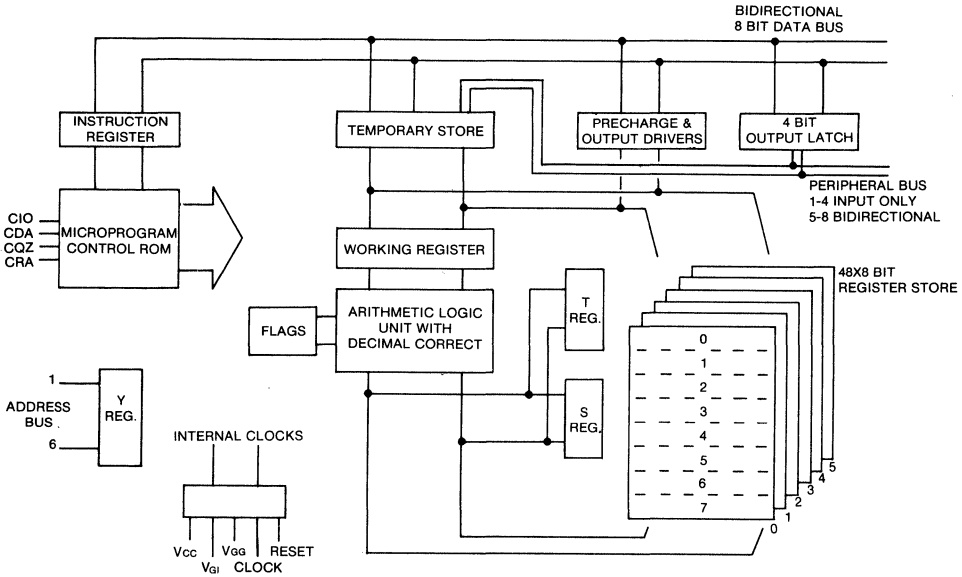 BIDIRECTIONAL
8 BIT DATA BUS
INSTRUCTION
REGISTER
TEMPORARY STORE
PRECHARGE &
OUTPUT DRIVERS
4 BIT
OUTPUT LATCH
PERIPHERAL BUS
1-4 INPUT ONLY
5-8 BIDIRECTIONAL
CIO
CDA
CQZ
CRA
MICROPROGRAM
CONTROL ROM
WORKING REGISTER
48X8 BIT
REGISTER STORE
FLAGS
ARITHMETIC LOGIC
UNIT WITH
DECIMAL CORRECT
T
REG.
S
REG.
0
1
2
3
4
5
6
7
0
1
2
3
4
5
1
ADDRESS
BUS
6
Y
REG.
INTERNAL CLOCKS
VCC
VGI
VGG
CLOCK
RESET